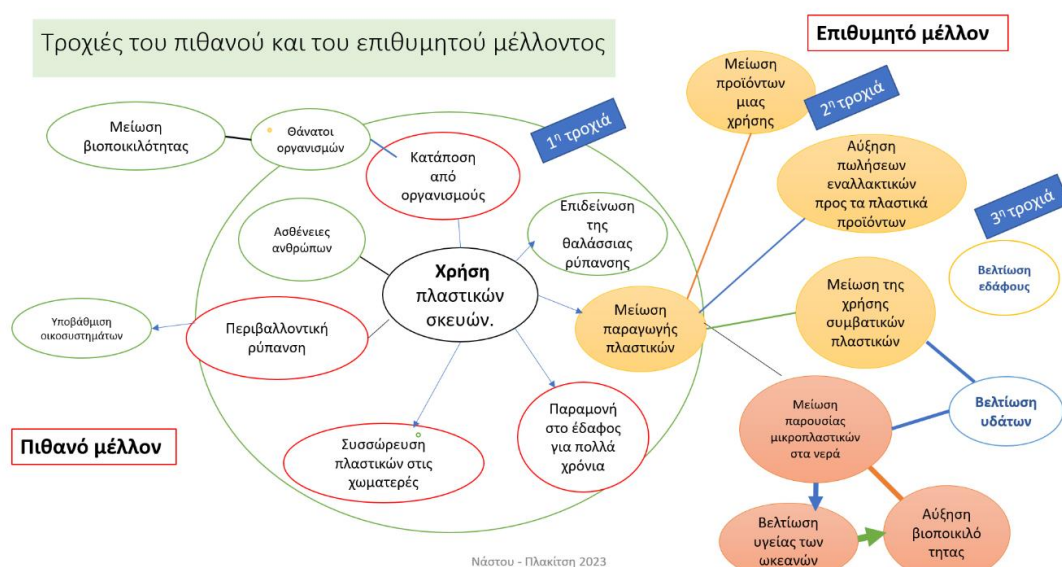 Τροχιές του πιθανού και του επιθυμητού μέλλοντος
Επιθυμητό μέλλον
Μείωση
προϊόντων
μιας
χρήσης
2η τροχιά
1η τροχιά
Μείωση
βιοποικιλότητας
Θάνατοι
οργανισμών
Κατάποση
από
οργανισμούς
Αύξηση
πωλήσεων
εναλλακτικών
προς τα πλαστικά
προϊόντων
3η τροχιά
Επιδείνωση
της
θαλάσσιας
ρύπανσης
Ασθένειες
ανθρώπων
Χρήση
πλαστικών
σκευών.
Βελτίωση
εδάφους
Μείωση της
χρήσης
συμβατικών
πλαστικών
Μείωση
παραγωγής
πλαστικών
Υποβάθμιση
οικοσυστημάτων
Περιβαλλοντική
ρύπανση
Μείωση
παρουσίας
μικροπλαστικών
στα νερά
Βελτίωση
υδάτων
Πιθανό μέλλον
Συσσώρευση
πλαστικών στις
χωματερές
Παραμονή
στο έδαφος
για πολλά
χρόνια
Βελτίωση
υγείας των
ωκεανών
Αύξηση
βιοποικιλό
τητας
Νάστου - Πλακίτση 2023